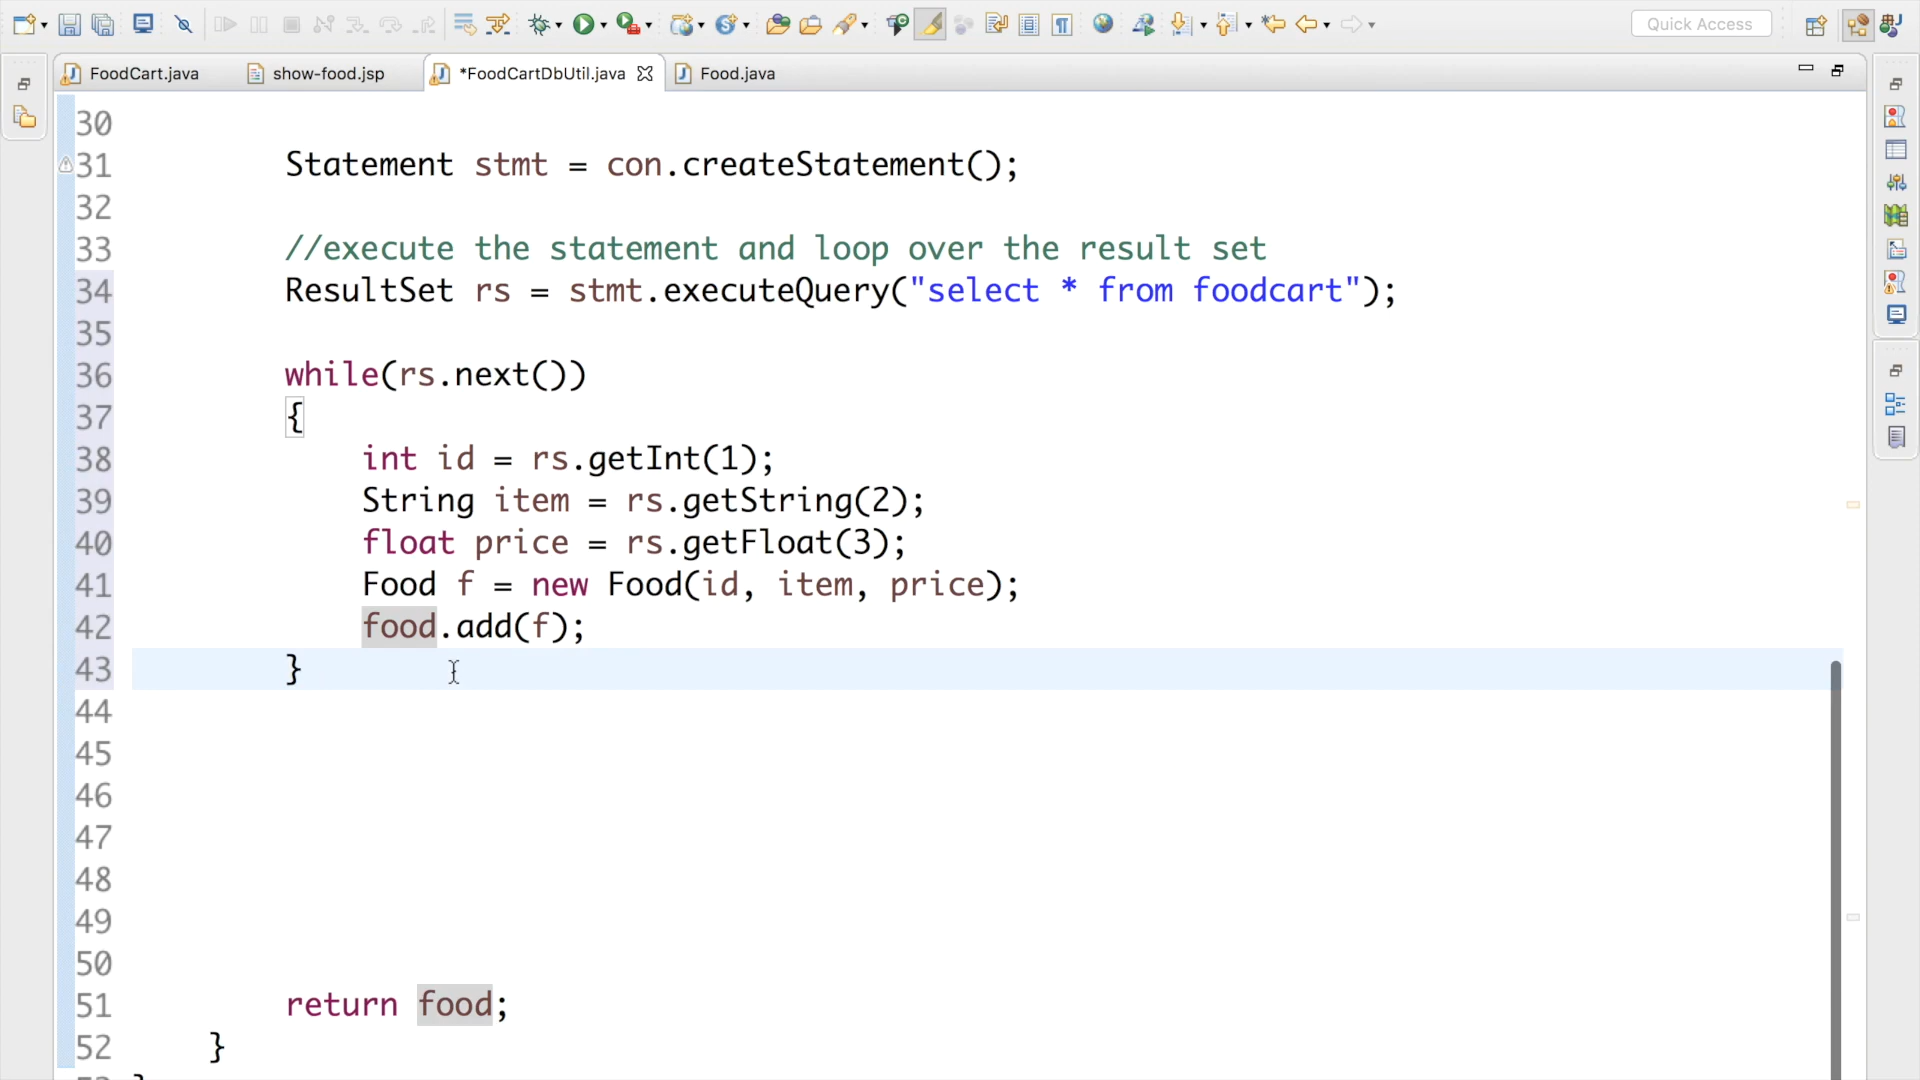 Quick Access
FoodCart.java
show-food.jsp
*FoodCartDbUtil.java
Food.java
30
31 Statement stmt = con.createStatement();
32
33 //execute the statement and loop over the result set
34 ResultSet rs = stmt.executeQuery("select * from foodcart");
35
36 while(rs.next())
37 {
38 int id = rs.getInt(1);
39 String item = rs.getString(2);
40 float price = rs.getFloat(3);
41 Food f = new Food(id, item, price);
42 food.add(f);
43 }
44
45
46
47
48
49
50
51 return food;
52 }